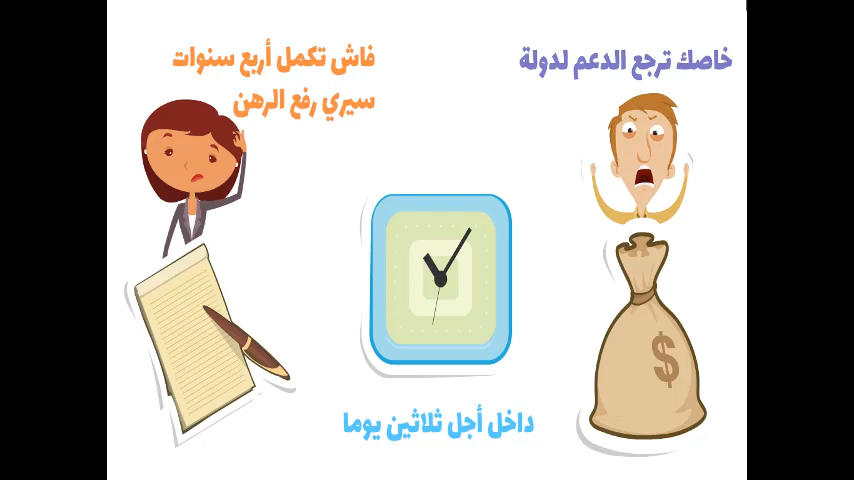 خاصك ترجع الدعم لدولة
فاش تكمل أربع سنوات
سيري رفع الرهن
داخل أجل ثلاثين يوما
$